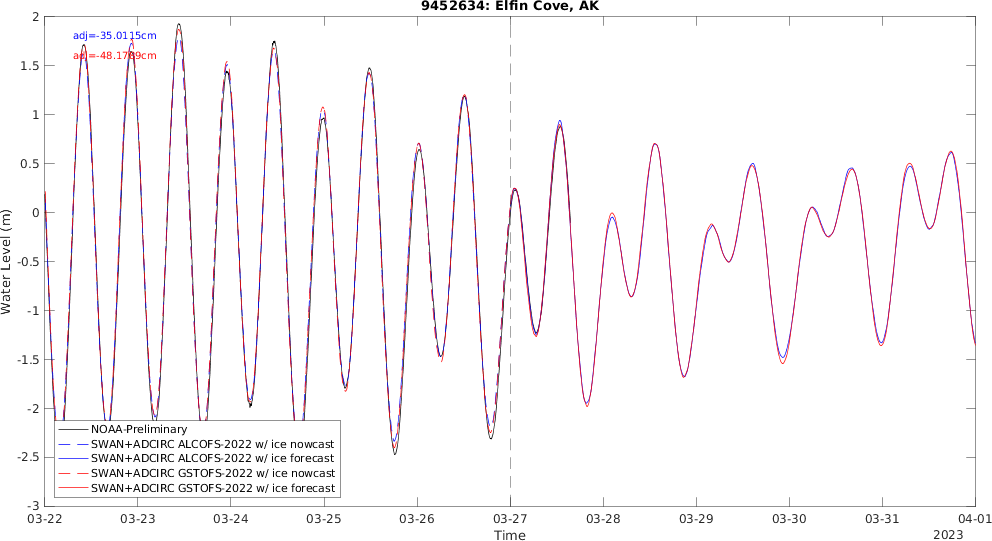 9452634: Elfin Cove, AK
adj=-35.0115cm
Water Level (m)
2
1.5
1
0.5
0
-0.5
-1
-1.5
-2
-2.5
-3
NOAA-Preliminary
SWAN+ADCIRC ALCOFS-2022 w/ ice nowcast
SWAN+ADCIRC ALCOFS-2022 w/ ice forecast
SWAN+ADCIRC GSTOFS-2022 w/ ice nowcast
SWAN+ADCIRC GSTOFS-2022 w/ ice forecast
03-22 03-23 03-24 03-25 03-26 03-27 03-28 03-29 03-30 03-31 04-01
Time
2023